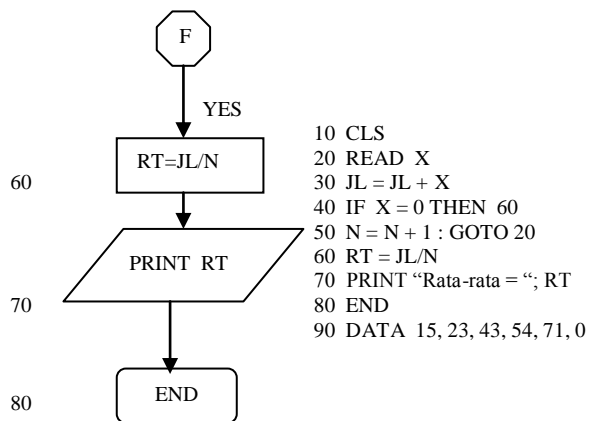 F
YES
RT=JL/N
60
PRINT RT
70
END
80
10 CLS
20 READ X
30 JL = JL + X
40 IF X = 0 THEN 60
50 N = N + 1 : GOTO 20
60 RT = JL/N
70 PRINT “Rata-rata = “; RT
80 END
90 DATA 15, 23, 43, 54, 71, 0